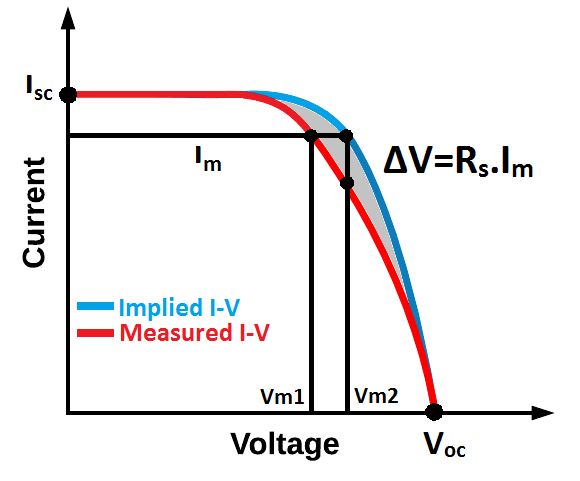 Isc
Im
ΔV=Rs.Im
Current
Implied I-V
Measured I-V
Vm1
Vm2
Voltage
Voc